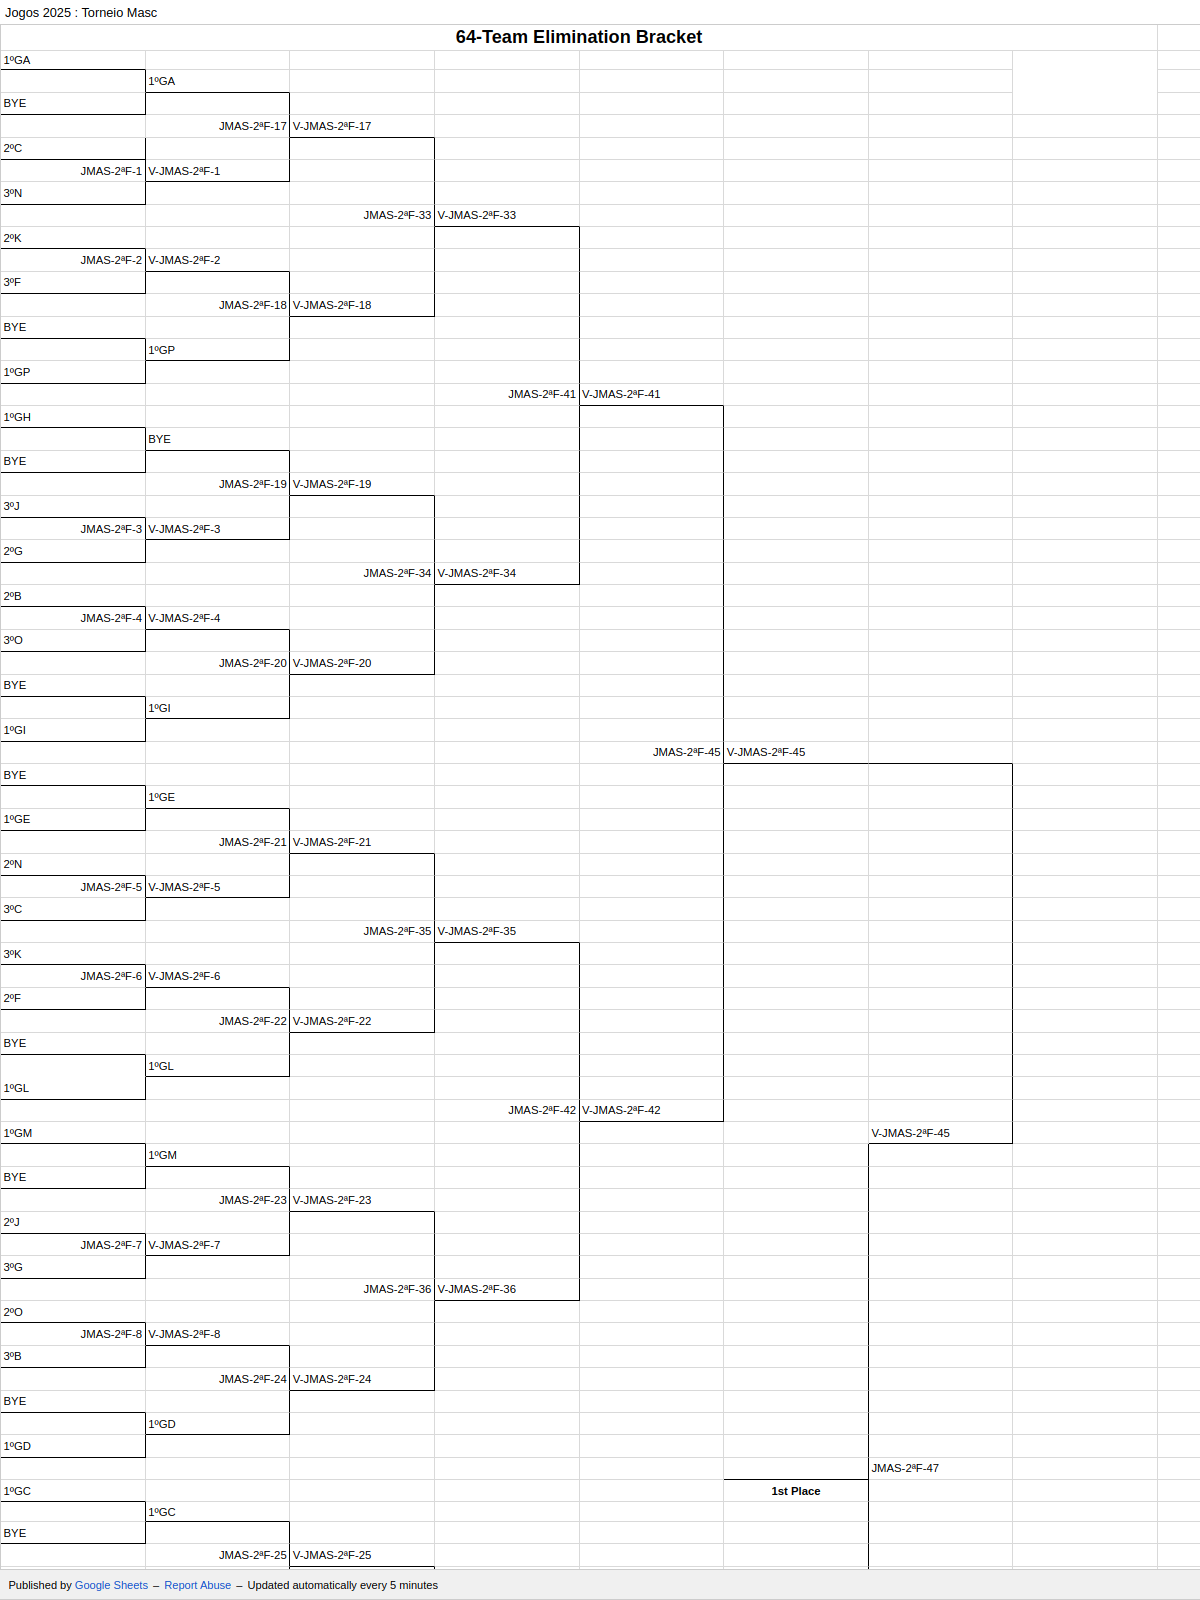 Jogos 2025 : Torneio Masc
64-Team Elimination Bracket
1ºGA
1ºGA
BYE
JMAS-2ªF-17 V-JMAS-2ªF-17
2ºC
JMAS-2ªF-1 V-JMAS-2ªF-1
3ºN
JMAS-2ªF-33 V-JMAS-2ªF-33
2ºK
JMAS-2ªF-2 V-JMAS-2ªF-2
3ºF
JMAS-2ªF-18 V-JMAS-2ªF-18
BYE
1ºGP
1ºGP
JMAS-2ªF-41 V-JMAS-2ªF-41
1ºGH
BYE
BYE
JMAS-2ªF-19 V-JMAS-2ªF-19
3ºJ
JMAS-2ªF-3 V-JMAS-2ªF-3
2ºG
JMAS-2ªF-34 V-JMAS-2ªF-34
2ºB
JMAS-2ªF-4 V-JMAS-2ªF-4
3ºO
JMAS-2ªF-20 V-JMAS-2ªF-20
BYE
1ºGI
1ºGI
JMAS-2ªF-45 V-JMAS-2ªF-45
BYE
1ºGE
1ºGE
JMAS-2ªF-21 V-JMAS-2ªF-21
2ºN
JMAS-2ªF-5 V-JMAS-2ªF-5
3ºC
JMAS-2ªF-35 V-JMAS-2ªF-35
3ºK
JMAS-2ªF-6 V-JMAS-2ªF-6
2ºF
JMAS-2ªF-22 V-JMAS-2ªF-22
BYE
1ºGL
1ºGL
JMAS-2ªF-42 V-JMAS-2ªF-42
1ºGM V-JMAS-2ªF-45
1ºGM
BYE
JMAS-2ªF-23 V-JMAS-2ªF-23
2ºJ
JMAS-2ªF-7 V-JMAS-2ªF-7
3ºG
JMAS-2ªF-36 V-JMAS-2ªF-36
2ºO
JMAS-2ªF-8 V-JMAS-2ªF-8
3ºB
JMAS-2ªF-24 V-JMAS-2ªF-24
BYE
1ºGD
1ºGD
JMAS-2ªF-47
1ºGC 1st Place
1ºGC
BYE
JMAS-2ªF-25 V-JMAS-2ªF-25
Published by Google Sheets – Report Abuse – Updated automatically every 5 minutes